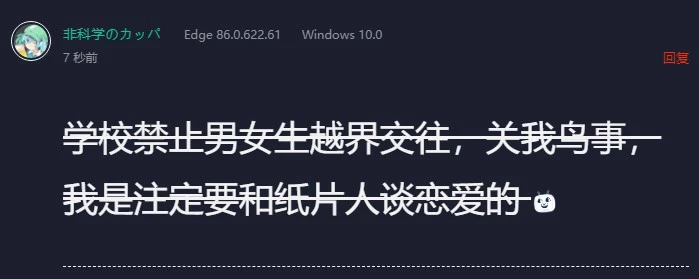 非科学のカッパ Edge 86.0.622.61 Windows 10.0
7 秒前 回复
学校禁止男女生越界交往，关我鸟事，
我是注定要和纸片人谈恋爱的